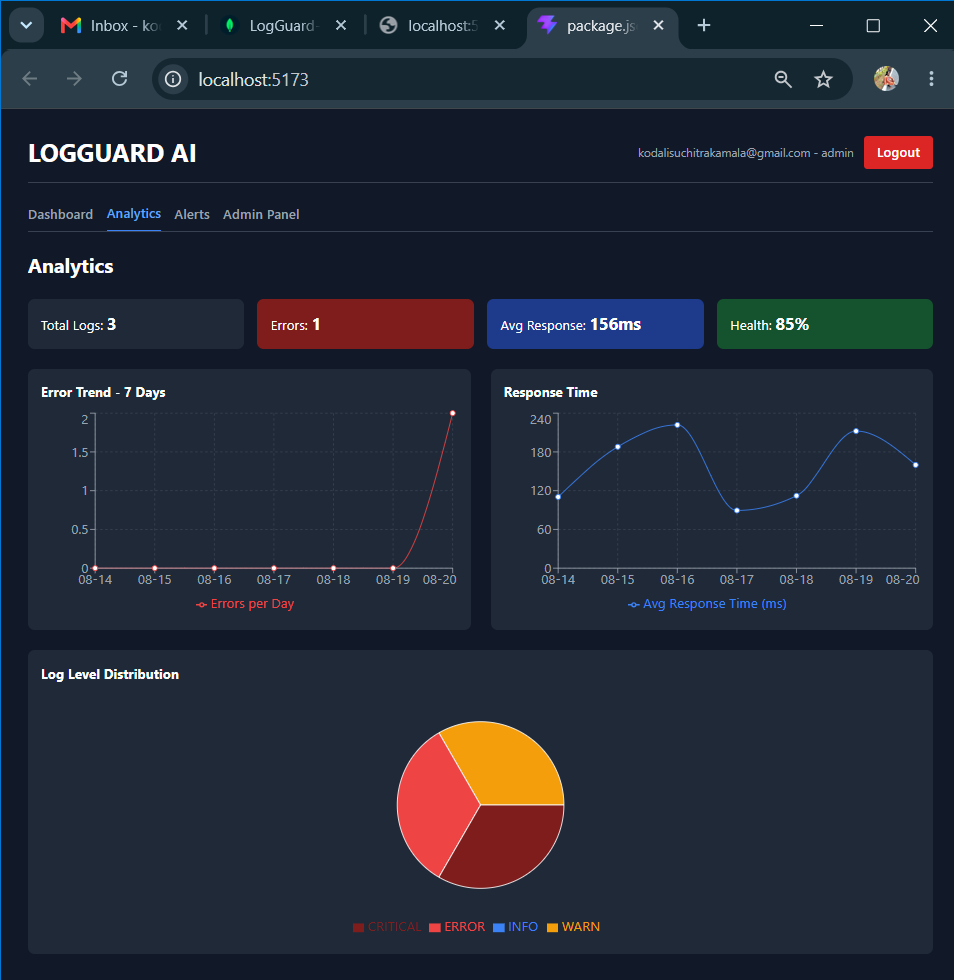 Inbox - ko
LogGuard-
localhost:5
package.js
localhost:5173
LOGGUARD AI
kodalisuchitrakamala@gmail.com - admin
Logout
Dashboard Analytics Alerts Admin Panel
Analytics
Total Logs: 3
Errors: 1
Avg Response: 156ms
Health: 85%
Error Trend - 7 Days
2
1.5
1
0.5
0
08-14 08-15 08-16 08-17 08-18 08-19 08-20
Errors per Day
Response Time
240
180
120
60
0
08-14 08-15 08-16 08-17 08-18 08-19 08-20
Avg Response Time (ms)
Log Level Distribution
CRITICAL ERROR INFO WARN